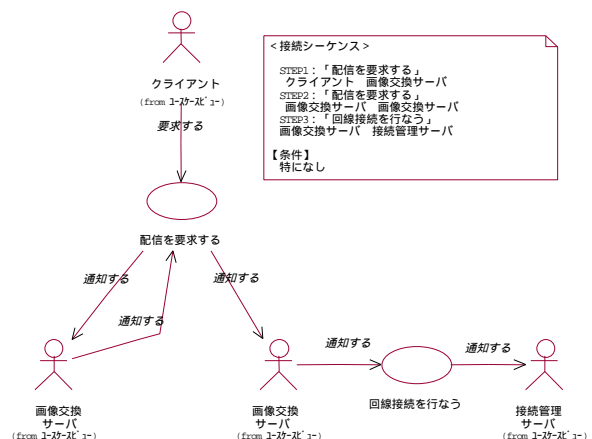 クライアント
(from ユースケースビュー)
要求する
<接続シーケンス>
STEP1:「配信を要求する」
クライアント 画像交換サーバ
STEP2:「配信を要求する」
画像交換サーバ 画像交換サーバ
STEP3:「回線接続を行なう」
画像交換サーバ 接続管理サーバ
【条件】
特になし
配信を要求する
通知する
通知する
通知する
通知する
通知する
画像交換
サーバ
(from ユースケースビュー)
画像交換
サーバ
(from ユースケースビュー)
回線接続を行なう
接続管理
サーバ
(from ユースケースビュー)